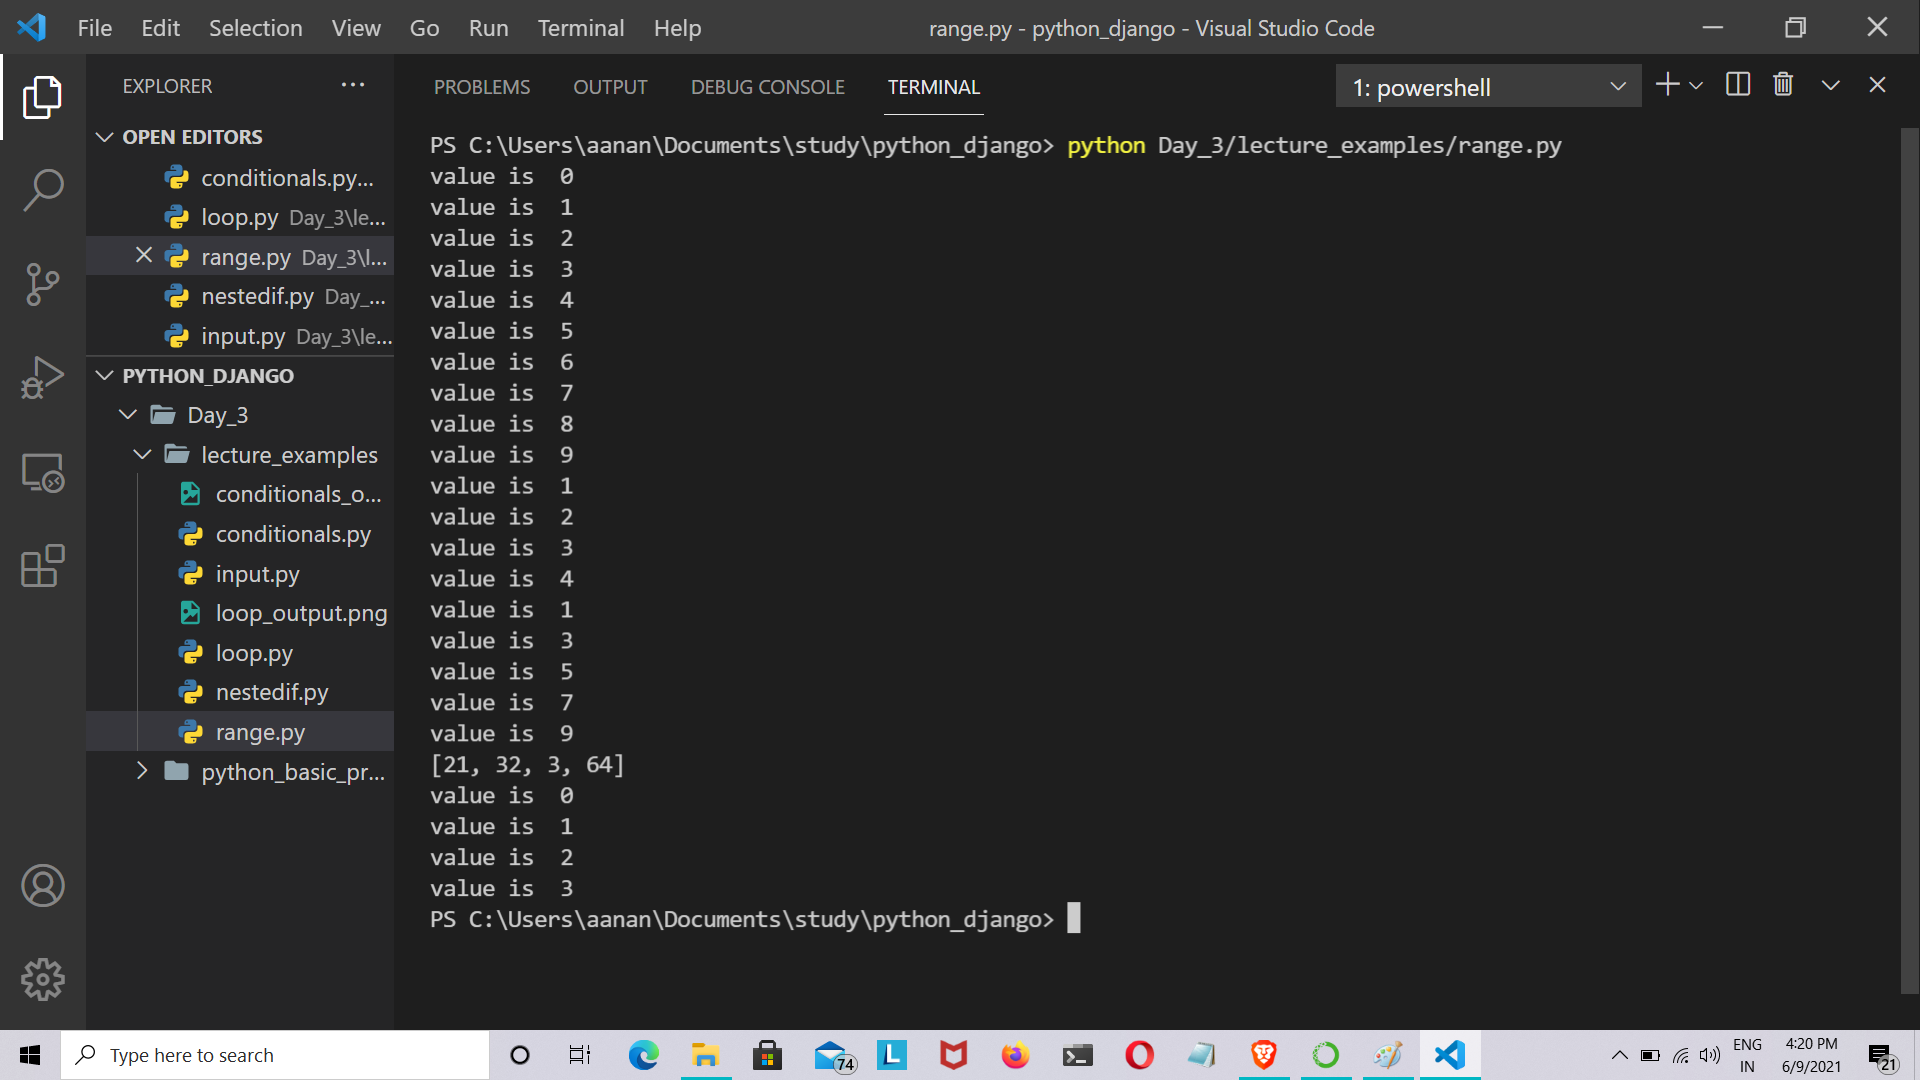 File Edit Selection View Go Run Terminal Help
range.py - python_django - Visual Studio Code
EXPLORER
OPEN EDITORS
conditionals.py...
loop.py Day_3\le...
range.py Day_3\l...
nestedif.py Day_...
input.py Day_3\le...
PYTHON_DJANGO
Day_3
lecture_examples
conditionals_o...
conditionals.py
input.py
loop_output.png
loop.py
nestedif.py
range.py
python_basic_pr...
PROBLEMS OUTPUT DEBUG CONSOLE TERMINAL
1: powershell
PS C:\Users\aanan\Documents\study\python_django> python Day_3/lecture_examples/range.py
value is  0
value is  1
value is  2
value is  3
value is  4
value is  5
value is  6
value is  7
value is  8
value is  9
value is  1
value is  2
value is  3
value is  4
value is  1
value is  3
value is  5
value is  7
value is  9
[21, 32, 3, 64]
value is  0
value is  1
value is  2
value is  3
PS C:\Users\aanan\Documents\study\python_django>
Type here to search
74
L
ENG
IN
4:20 PM
6/9/2021
21